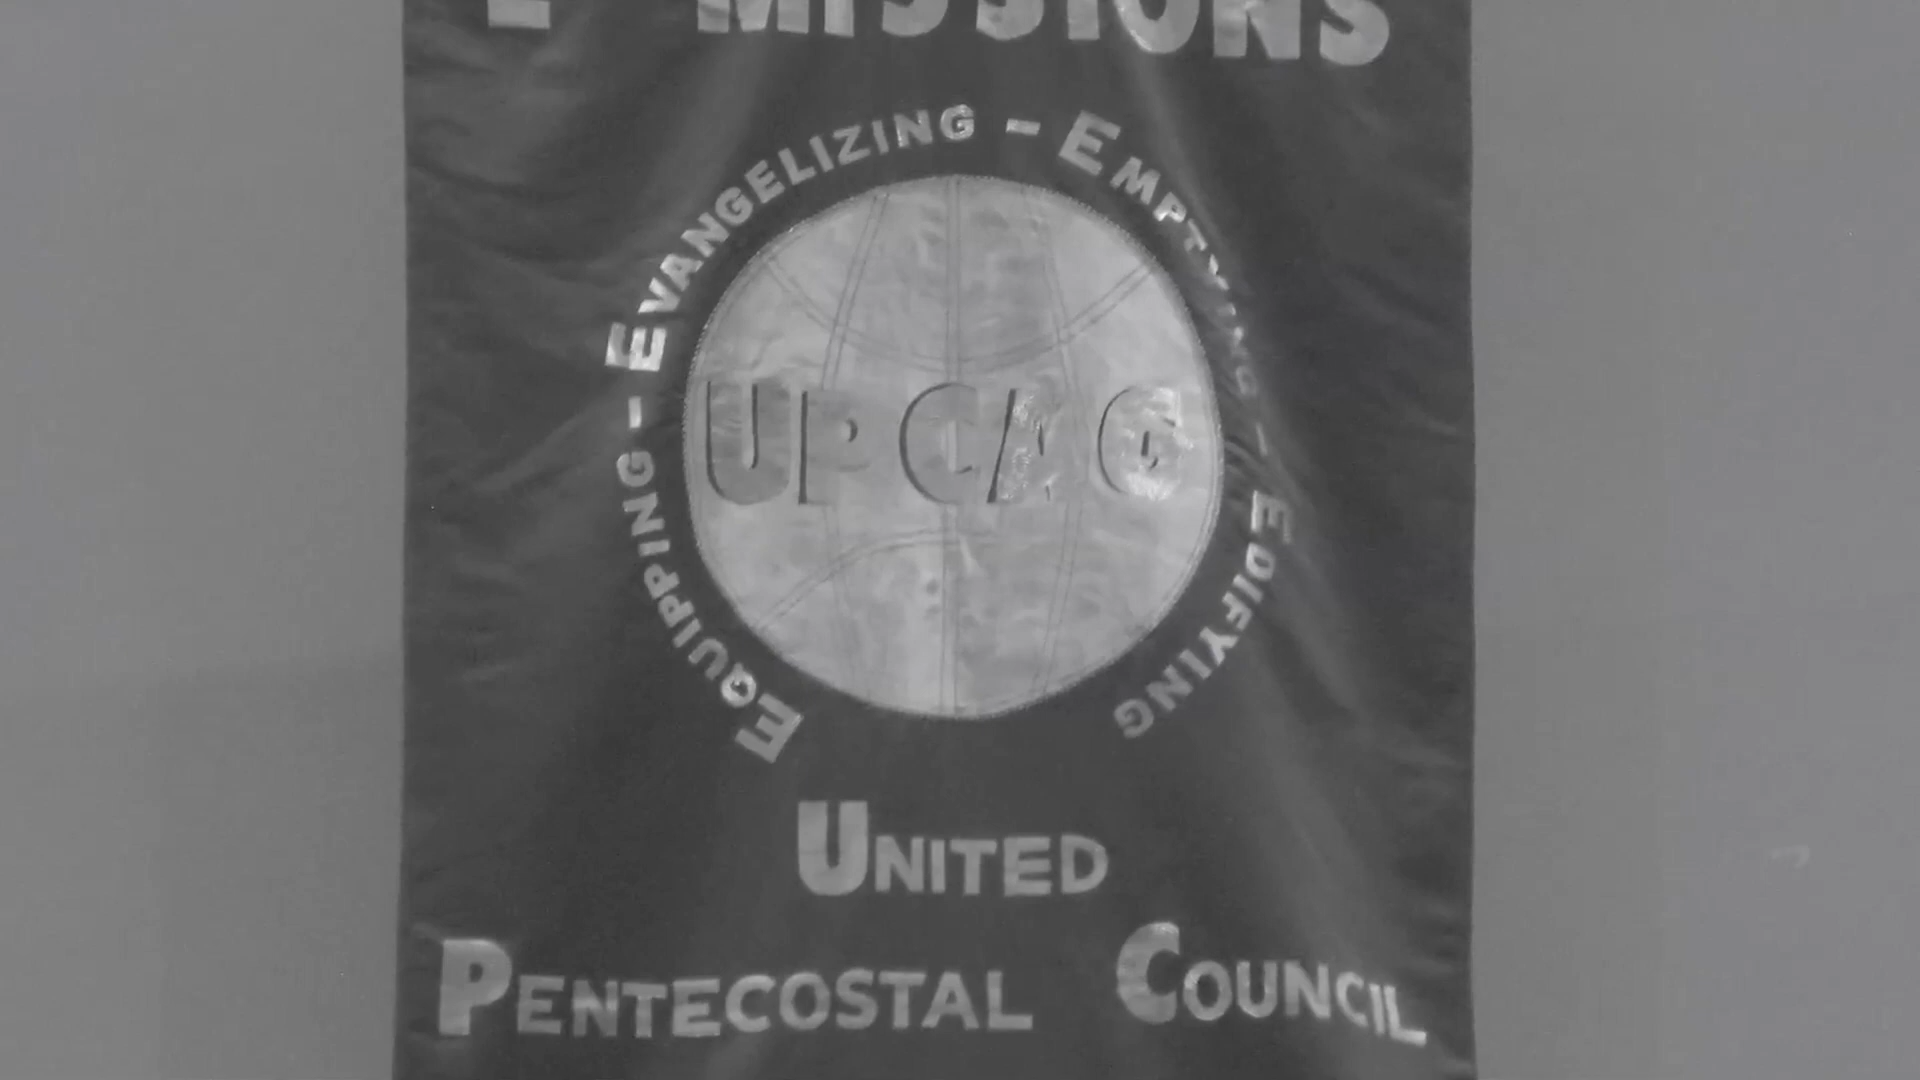 MISSIONS
EQUIPPING - EVANGELIZING - EMPTYING - EDIFYING
UPCAG
UNITED
PENTECOSTAL COUNCIL